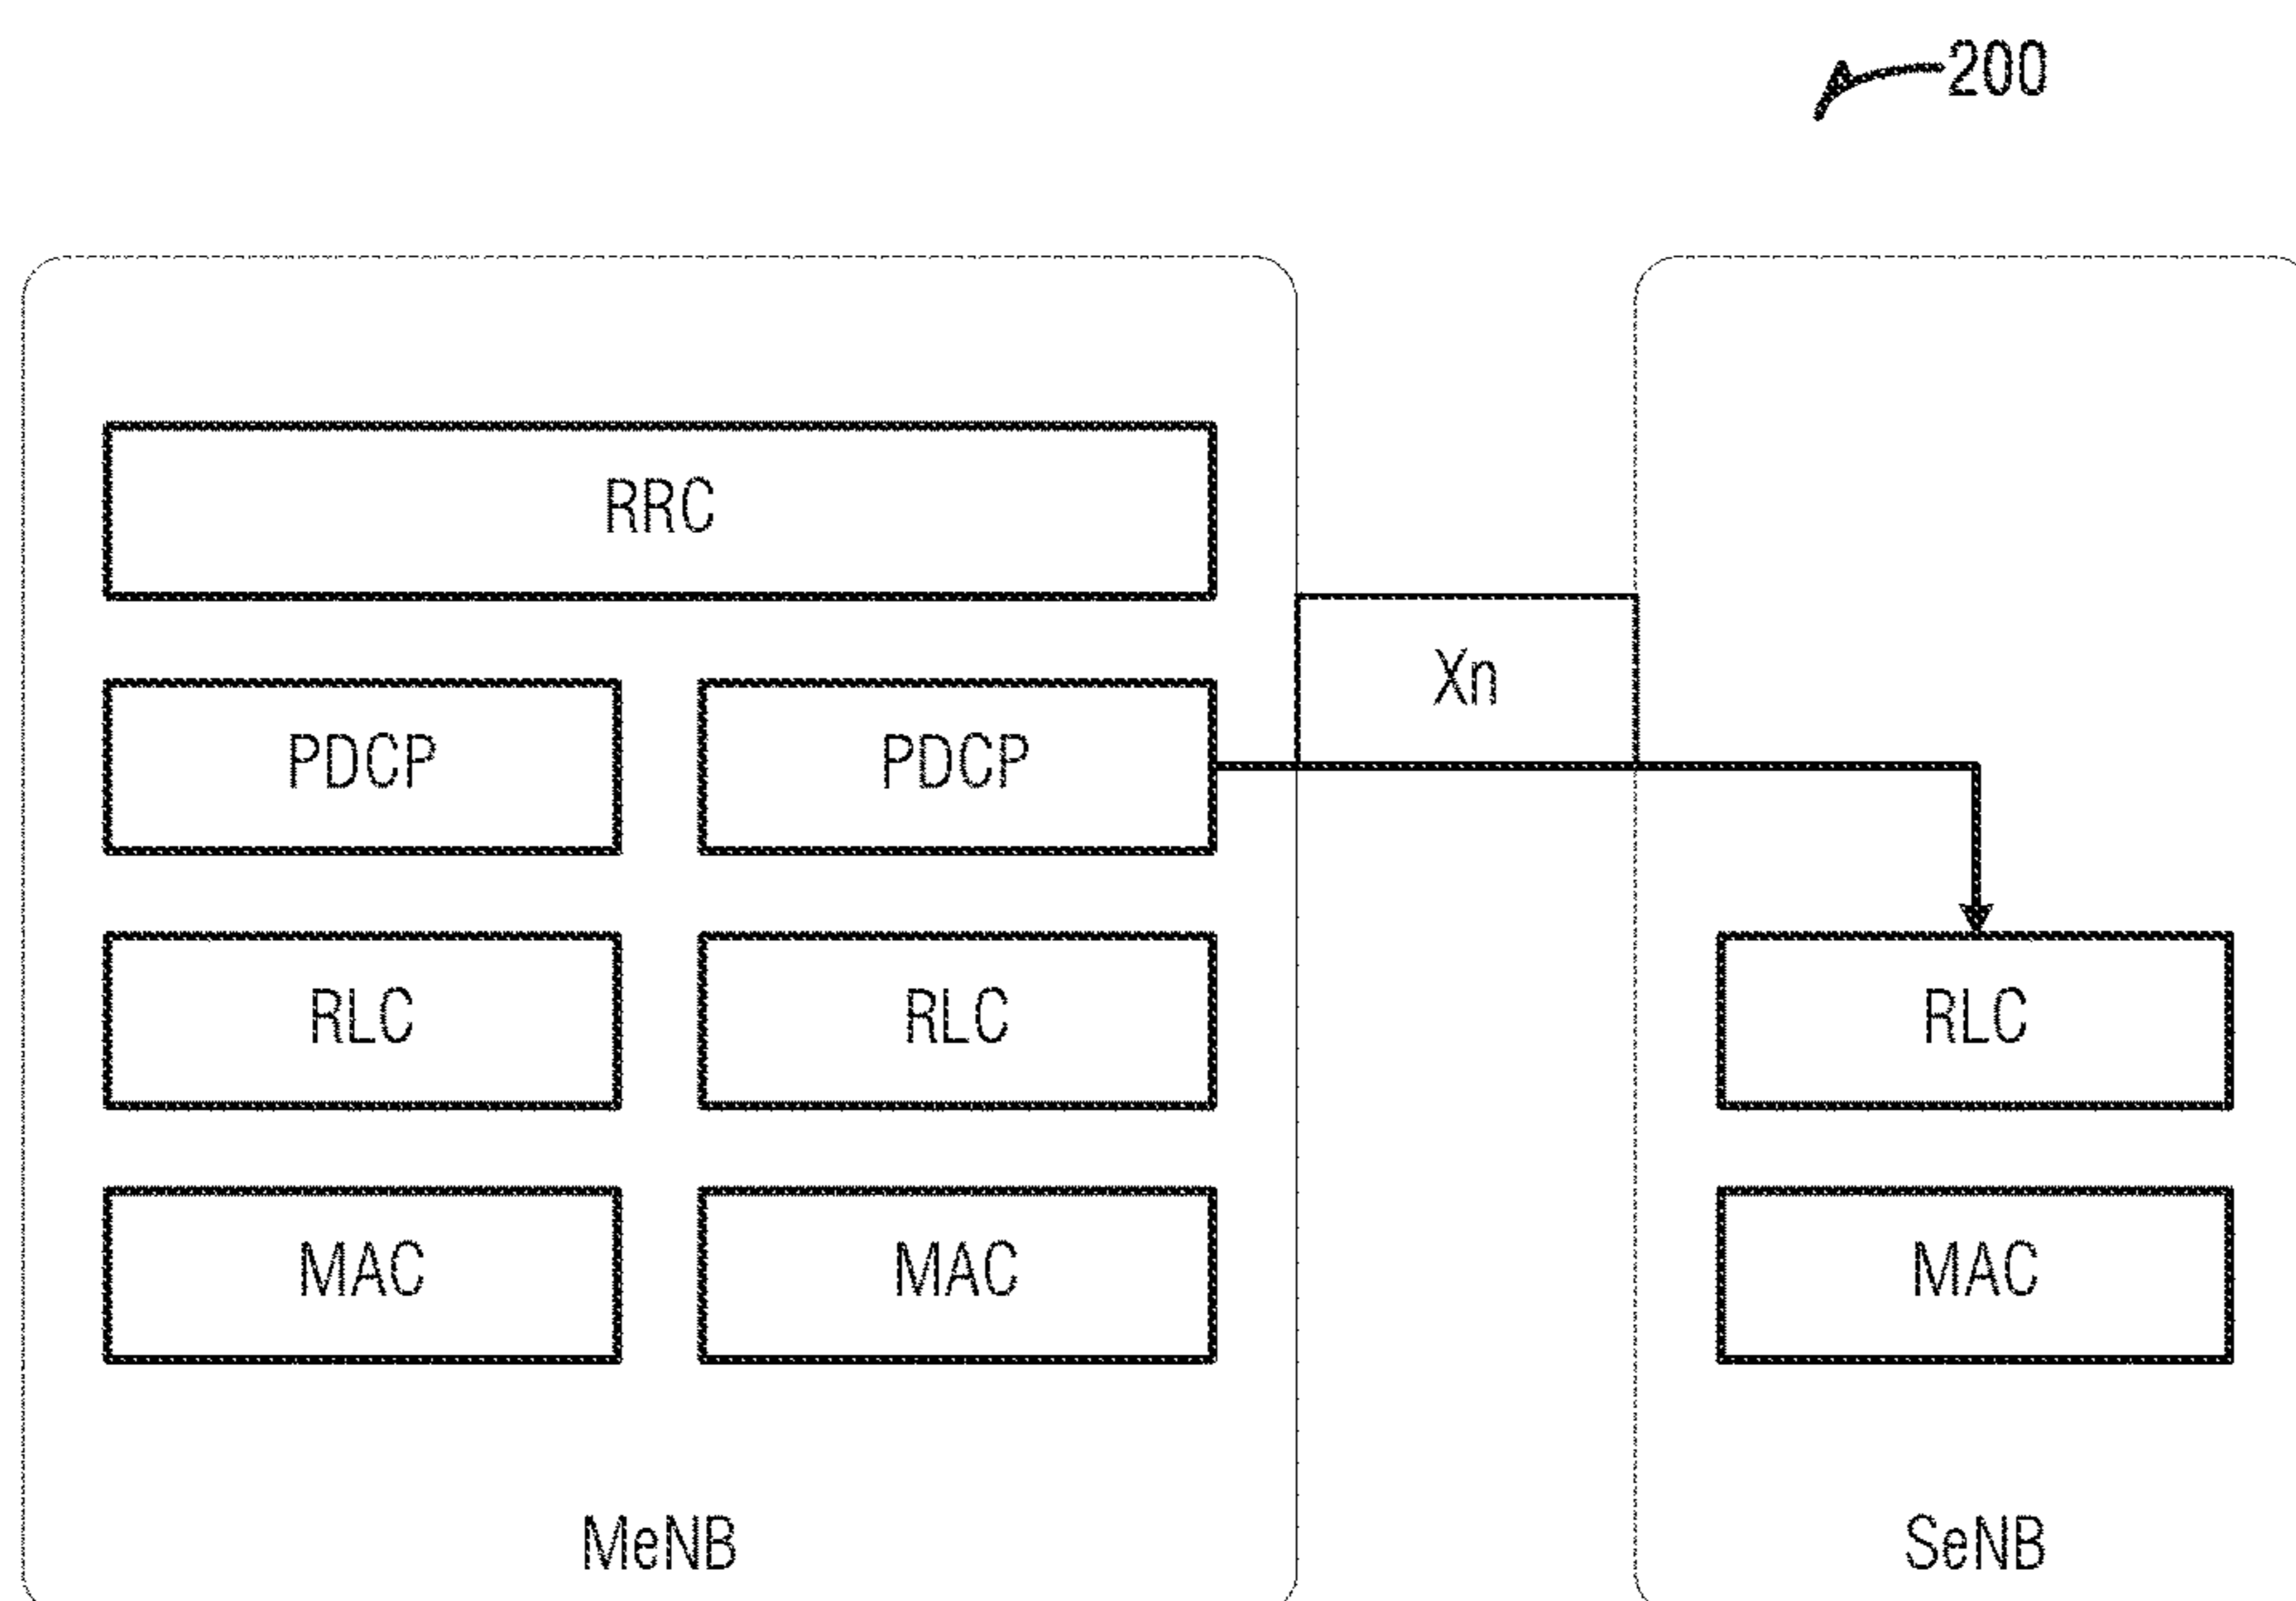 200
RRC
Xn
PDCP PDCP
RLC RLC RLC
MAC MAC MAC
MeNB SeNB